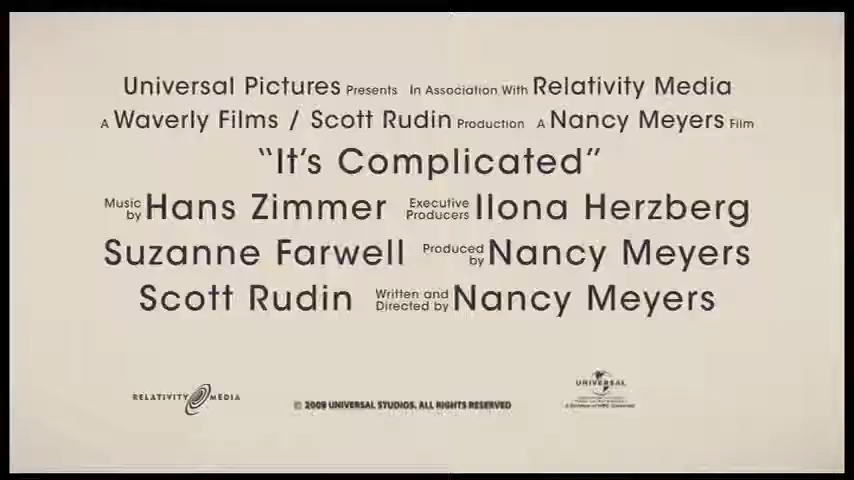 Universal Pictures Presents In Association With Relativity Media
A Waverly Films / Scott Rudin Production A Nancy Meyers Film
"It's Complicated"
Music by Hans Zimmer Executive Producers Ilona Herzberg
Suzanne Farwell Produced by Nancy Meyers
Scott Rudin Written and Directed by Nancy Meyers
RELATIVITY MEDIA
© 2009 UNIVERSAL STUDIOS. ALL RIGHTS RESERVED
UNIVERSAL